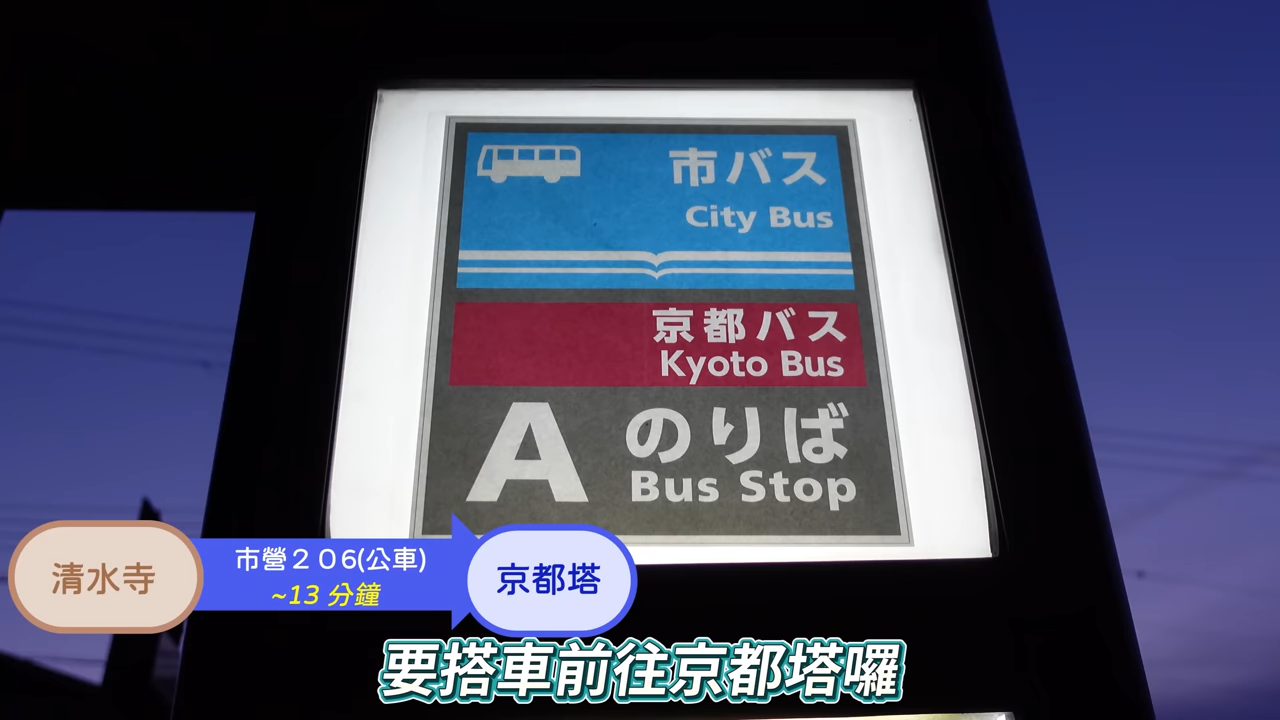 市バス
City Bus
京都バス
Kyoto Bus
A のりば
Bus Stop
清水寺
市營２０6(公車)
~13 分鐘
京都塔
要搭車前往京都塔囉